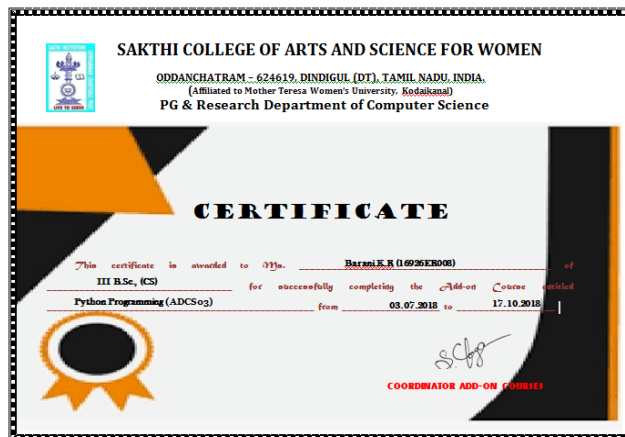 SAKTHI COLLEGE OF ARTS AND SCIENCE FOR WOMEN
ODDANCHATRAM – 624619, DINDIGUL (DT), TAMIL NADU, INDIA.
(Affiliated to Mother Teresa Women's University, Kodaikanal)
PG & Research Department of Computer Science
LIVE TO SERVE
CERTIFICATE
This certificate is awarded to Ms. Barani K.R (16926ER008) of
III B.Sc., (CS) for successfully completing the Add-on Course entitled
Python Programming (ADCS03) from 03.07.2018 to 17.10.2018
COORDINATOR ADD-ON COURSES